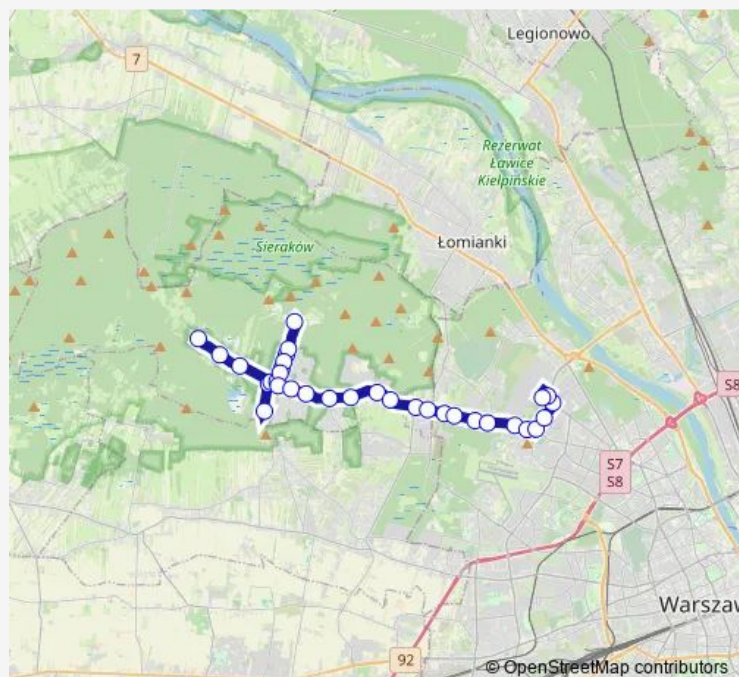 Legionowo
7
Rezerwat
Ławice
Kiełpińskie
Sieraków
Łomianki
S8
S7
S8
Warszaw
92
© OpenStreetMap contributors